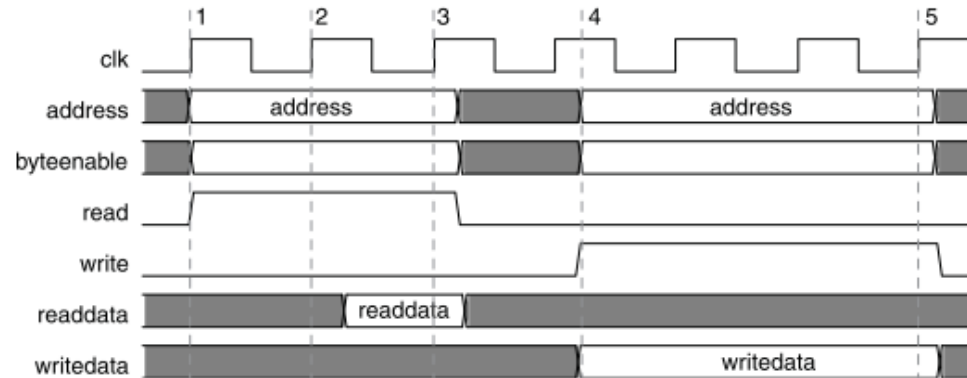 1 2 3 4 5
clk
address address address
byteenable
read
write
readdata readdata
writedata writedata